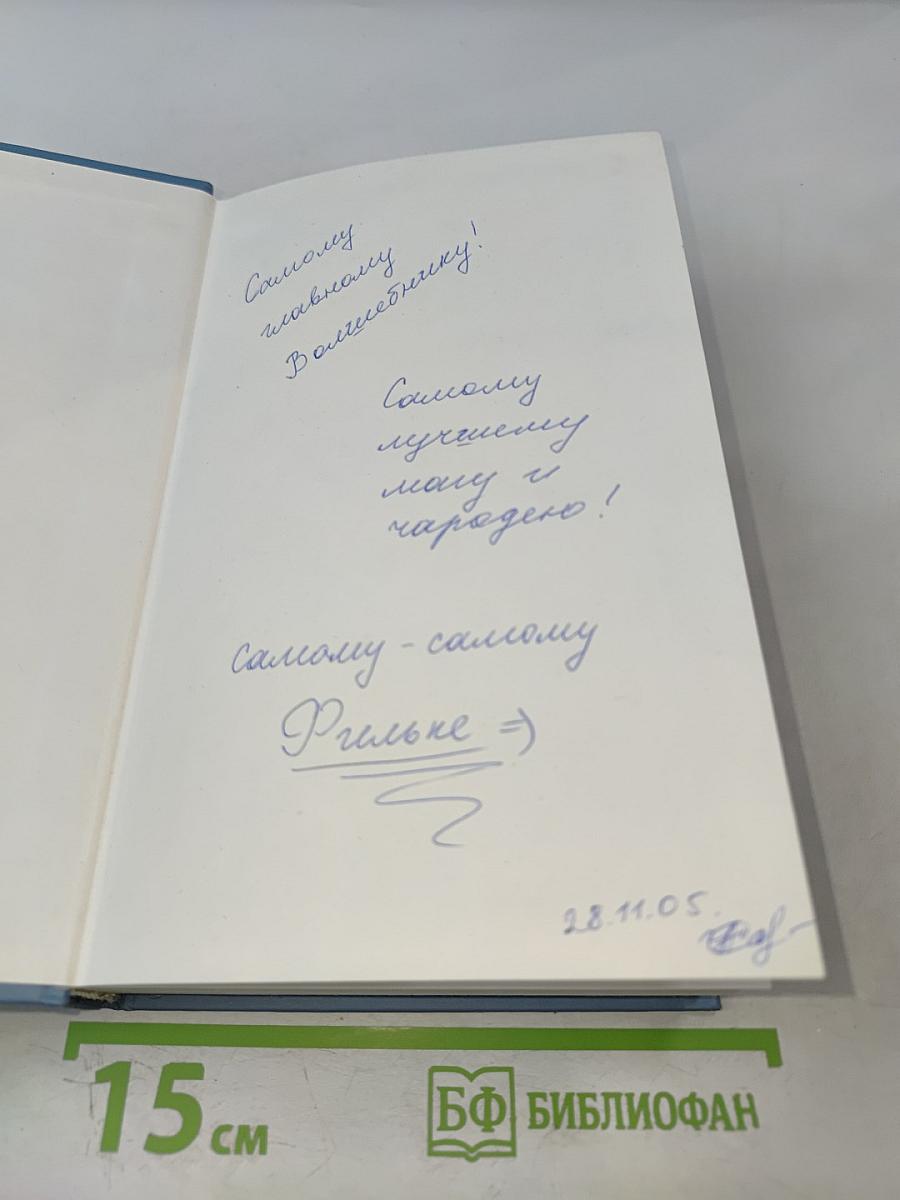 Самому
главному
Волшебнику!
Самому
лучшему
магу и
чародею!
самому-самому
Фильке =)
28.11.05.
15 см
БФ БИБЛИОФАН